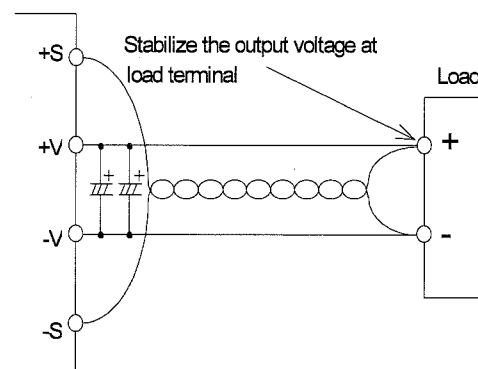 +S
Stabilize the output voltage at
load terminal
Load
+V
+
+
+
-V
-
-S